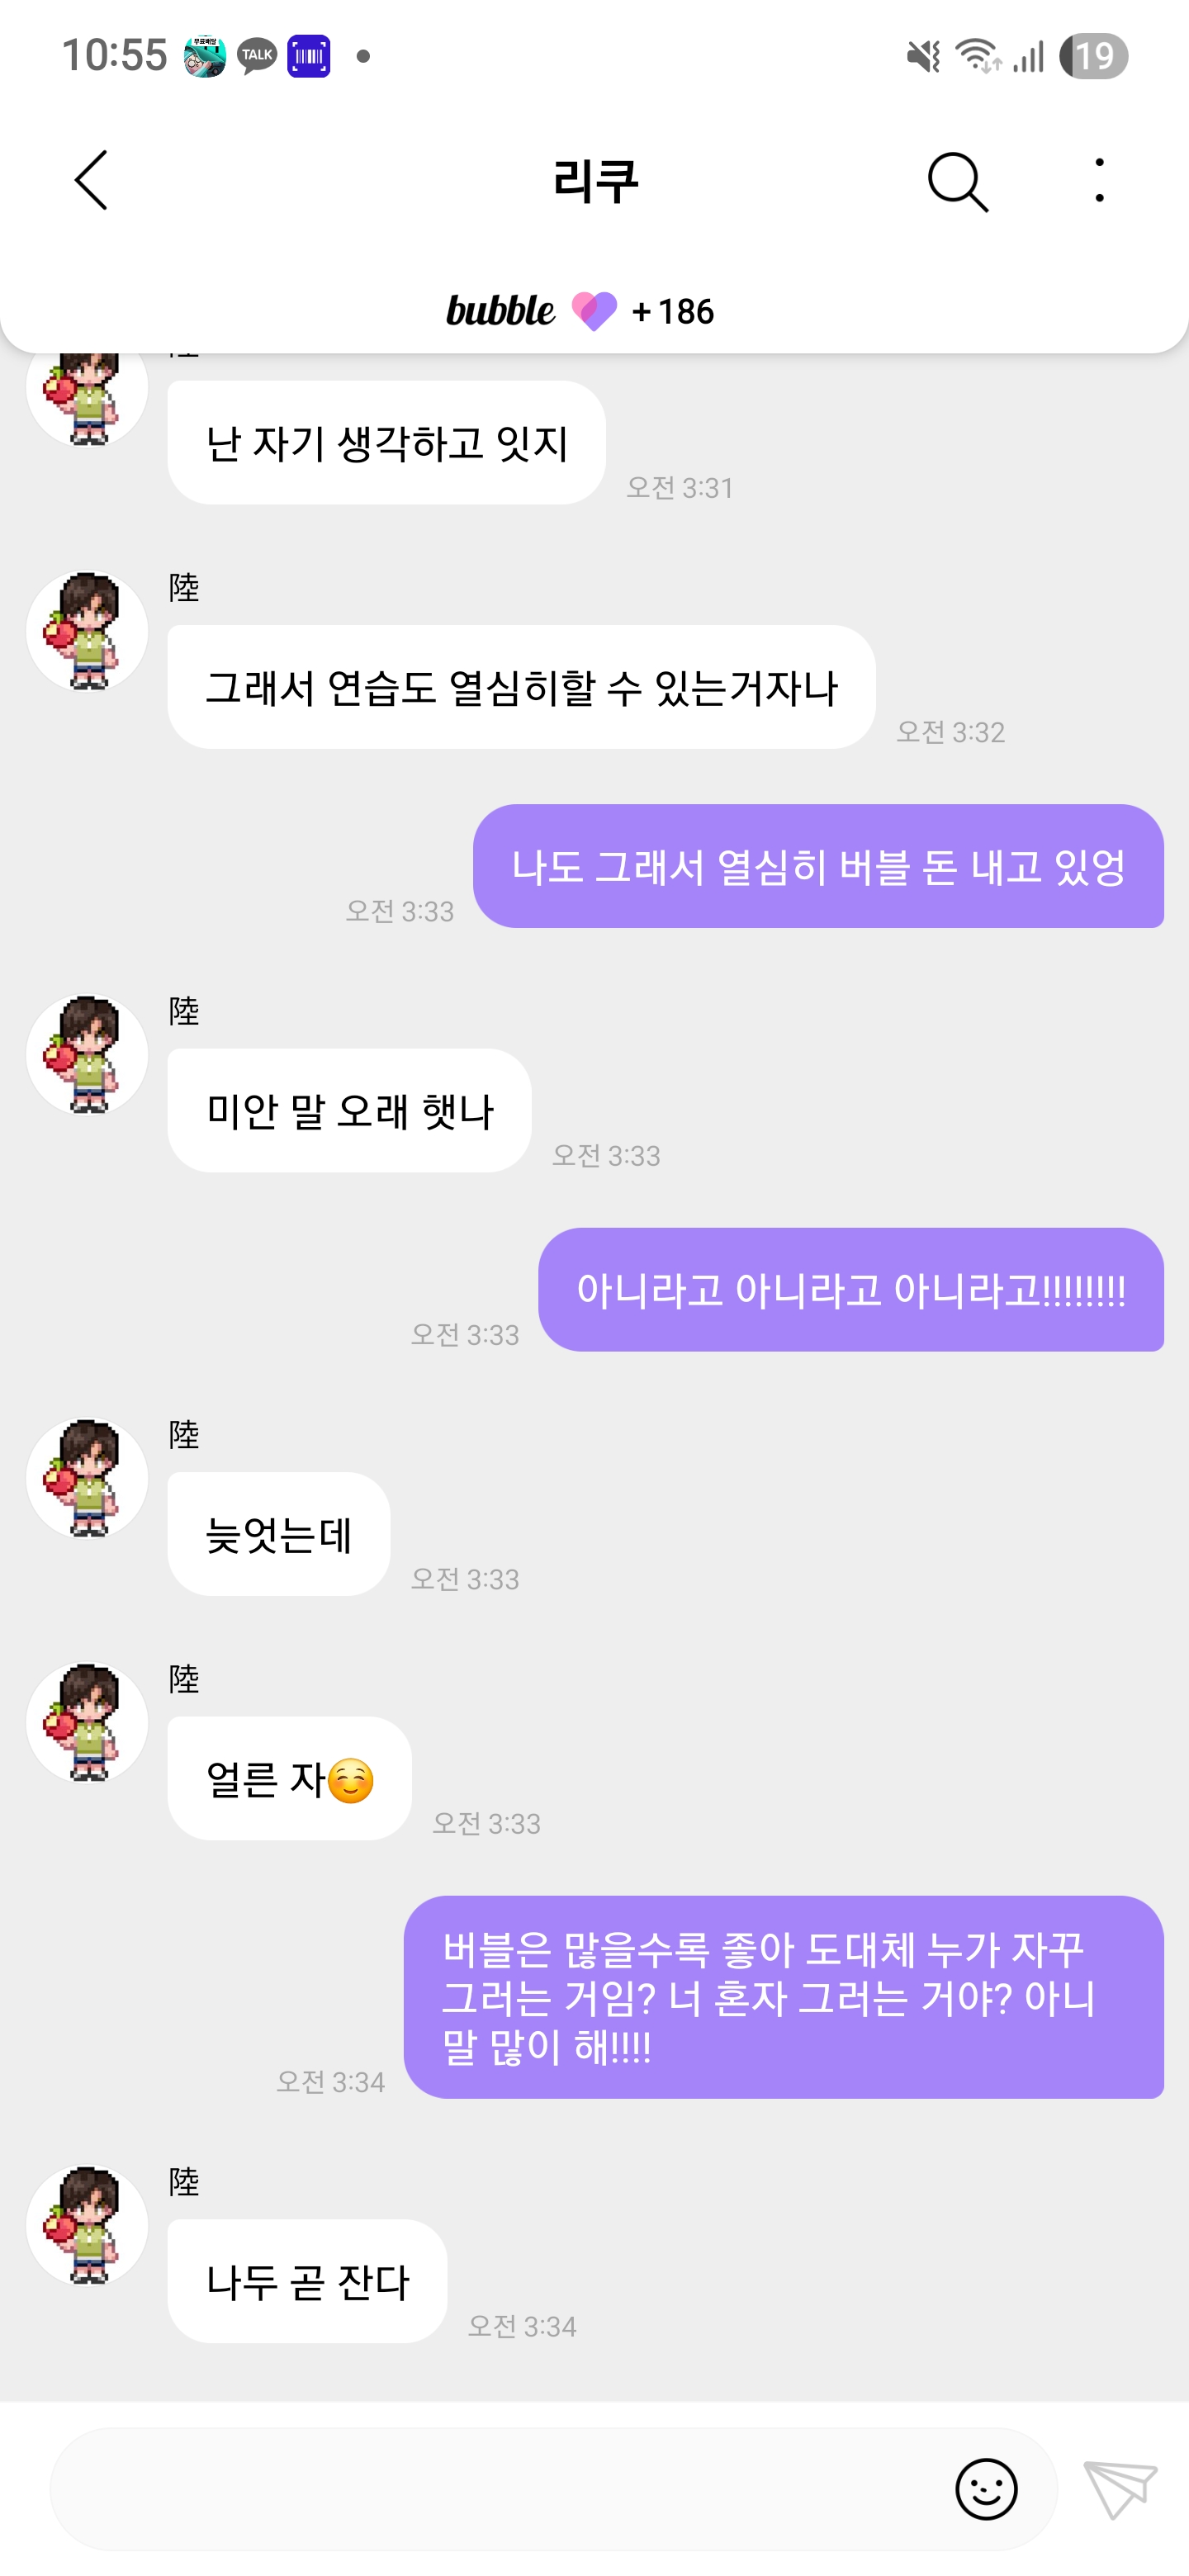 10:55
TALK
19
리쿠
bubble + 186
난 자기 생각하고 잇지
오전 3:31
陸
그래서 연습도 열심히할 수 있는거자나
오전 3:32
나도 그래서 열심히 버블 돈 내고 있엉
오전 3:33
陸
미안 말 오래 햇나
오전 3:33
아니라고 아니라고 아니라고!!!!!!!!
오전 3:33
陸
늦엇는데
오전 3:33
陸
얼른 자☺️
오전 3:33
버블은 많을수록 좋아 도대체 누가 자꾸
그러는 거임? 너 혼자 그러는 거야? 아니
말 많이 해!!!!
오전 3:34
陸
나두 곧 잔다
오전 3:34